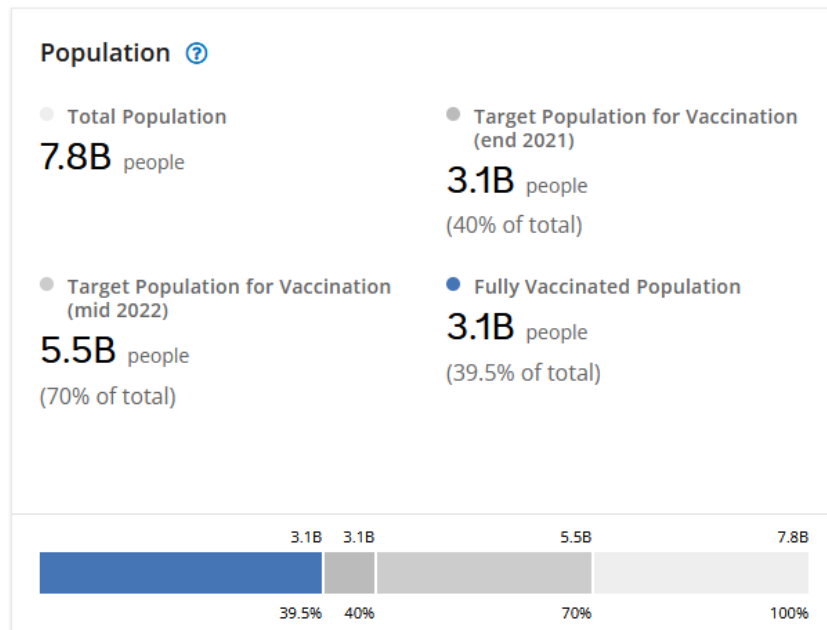 Population ?
Total Population
7.8B people
Target Population for Vaccination
(end 2021)
3.1B people
(40% of total)
Target Population for Vaccination
(mid 2022)
5.5B people
(70% of total)
Fully Vaccinated Population
3.1B people
(39.5% of total)
3.1B 3.1B 5.5B 7.8B
39.5% 40% 70% 100%